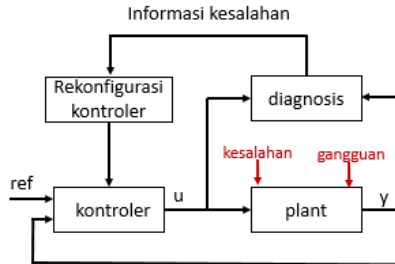 Informasi kesalahan
Rekonfigurasi
kontroler
diagnosis
kesalahan
gangguan
ref
kontroler
u
plant
y